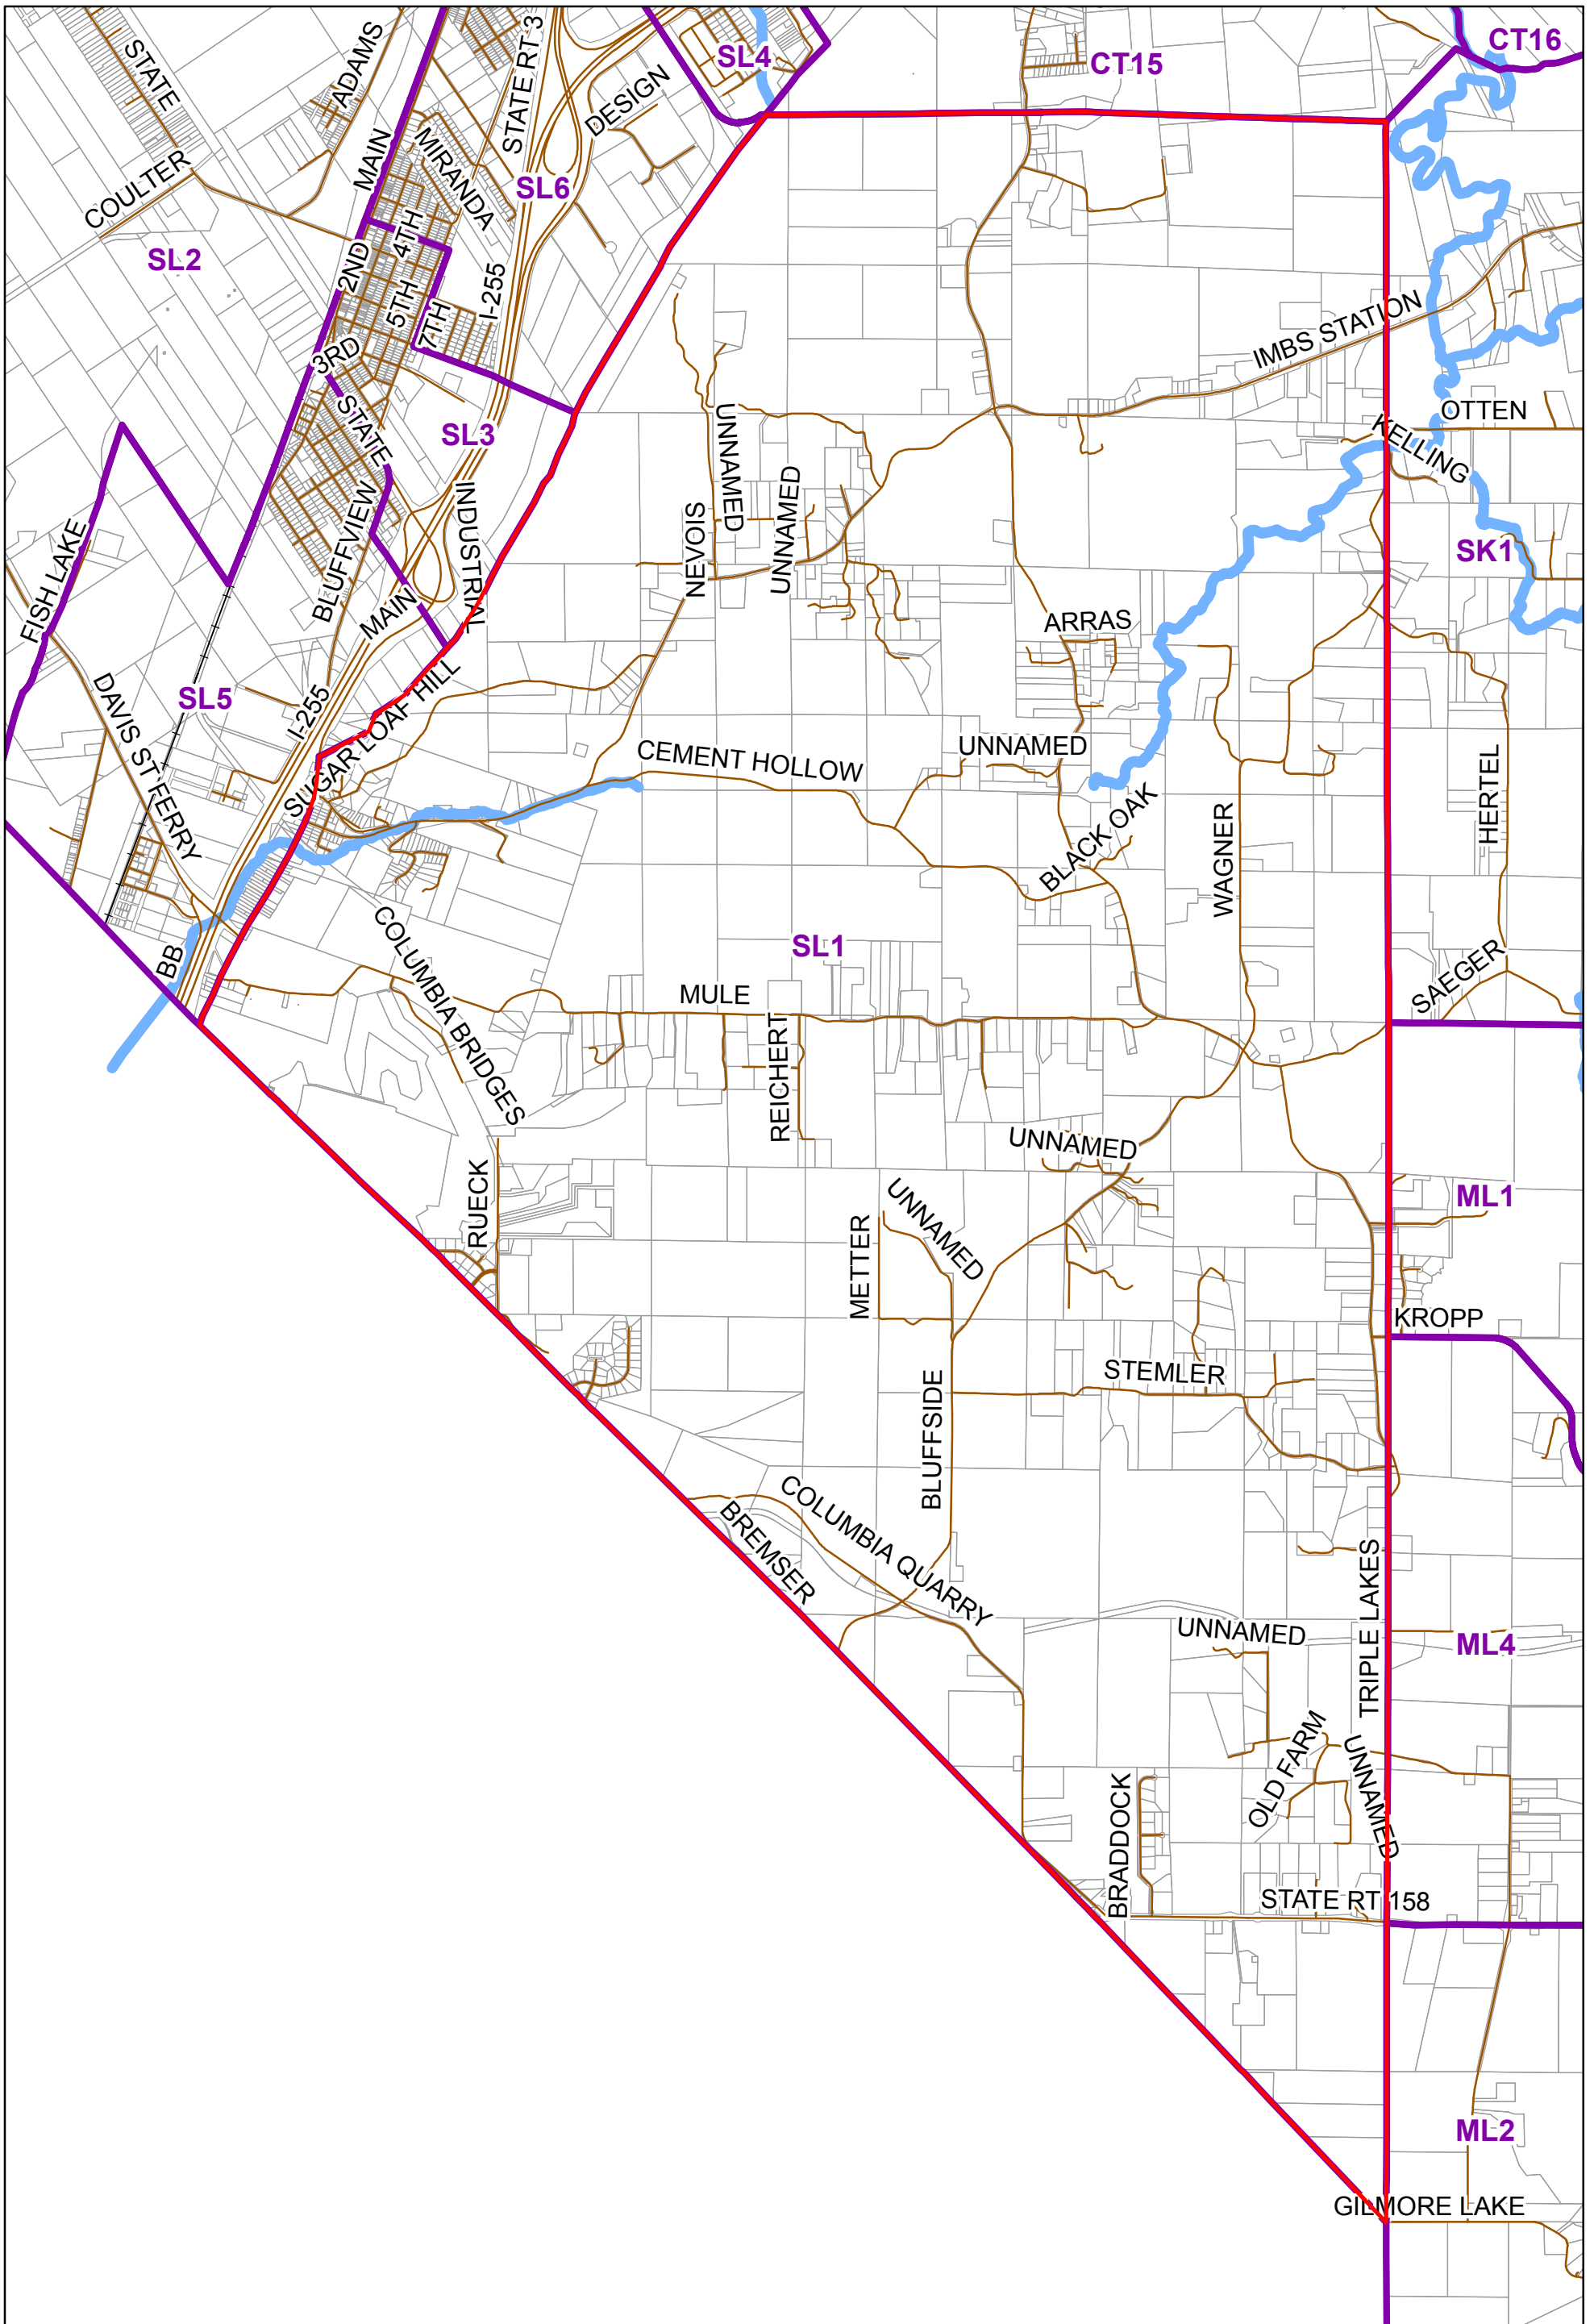 STATE
ADAMS
STATE RT 3
SL4
CT15
CT16
DESIGN
MAIN
MIRANDA
COULTER
SL6
SL2
4TH
2ND
5TH
7TH
I-255
3RD
IMBS STATION
STATE
SL3
UNNAMED
OTTEN
KELLING
FISH LAKE
BLUFFVIEW
INDUSTRIAL
NEVOIS
UNNAMED
SK1
MAIN
ARRAS
SL5
I-255
SUGAR LOAF HILL
DAVIS ST FERRY
CEMENT HOLLOW
UNNAMED
HERTEL
BLACK OAK
WAGNER
COLUMBIA BRIDGES
BB
SL1
SAEGER
MULE
REICHERT
UNNAMED
RUECK
METTER
UNNAMED
ML1
KROPP
STEMLER
BLUFFSIDE
COLUMBIA QUARRY
BREMSER
TRIPLE LAKES
UNNAMED
ML4
OLD FARM
UNNAMED
BRADDOCK
STATE RT 158
ML2
GILMORE LAKE